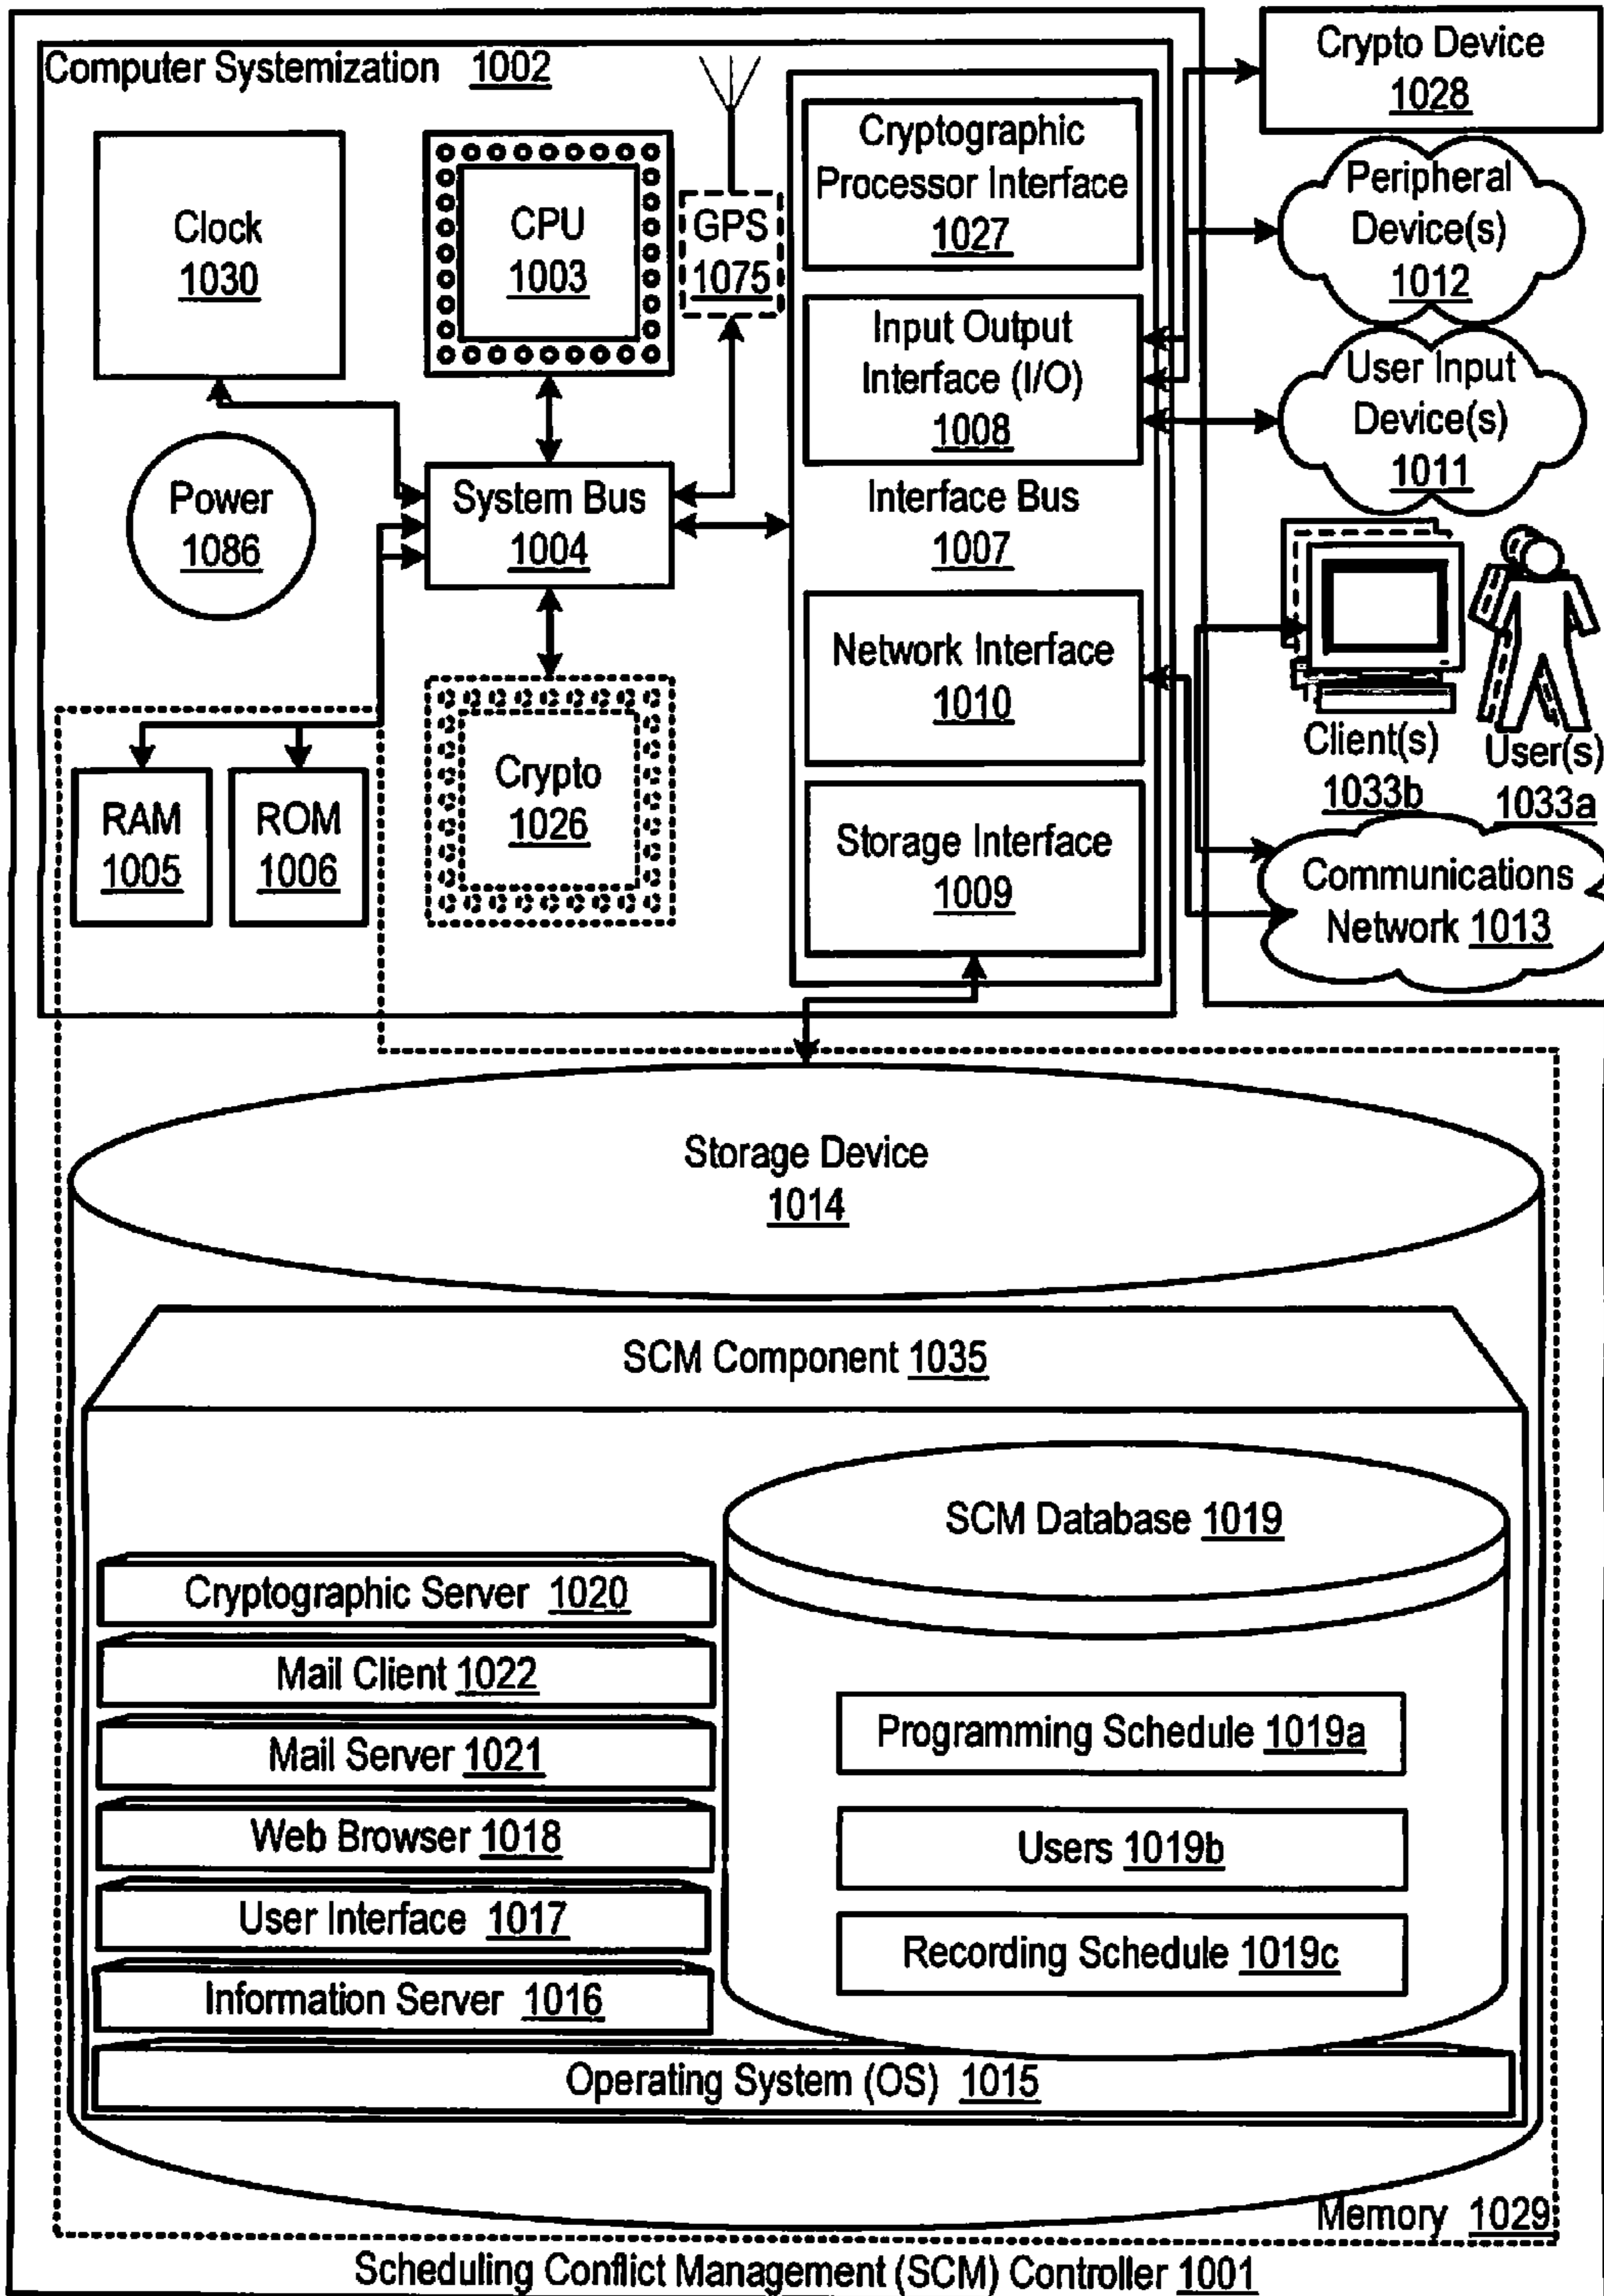 Computer Systemization 1002
Clock
1030
CPU
1003
GPS
1075
Power
1086
System Bus
1004
RAM
1005
ROM
1006
Crypto
1026
Cryptographic
Processor Interface
1027
Input Output
Interface (I/O)
1008
Interface Bus
1007
Network Interface
1010
Storage Interface
1009
Crypto Device
1028
Peripheral
Device(s)
1012
User Input
Device(s)
1011
Client(s)
1033b
User(s)
1033a
Communications
Network 1013
Storage Device
1014
SCM Component 1035
SCM Database 1019
Cryptographic Server 1020
Mail Client 1022
Mail Server 1021
Web Browser 1018
User Interface 1017
Information Server 1016
Programming Schedule 1019a
Users 1019b
Recording Schedule 1019c
Operating System (OS) 1015
Memory 1029
Scheduling Conflict Management (SCM) Controller 1001